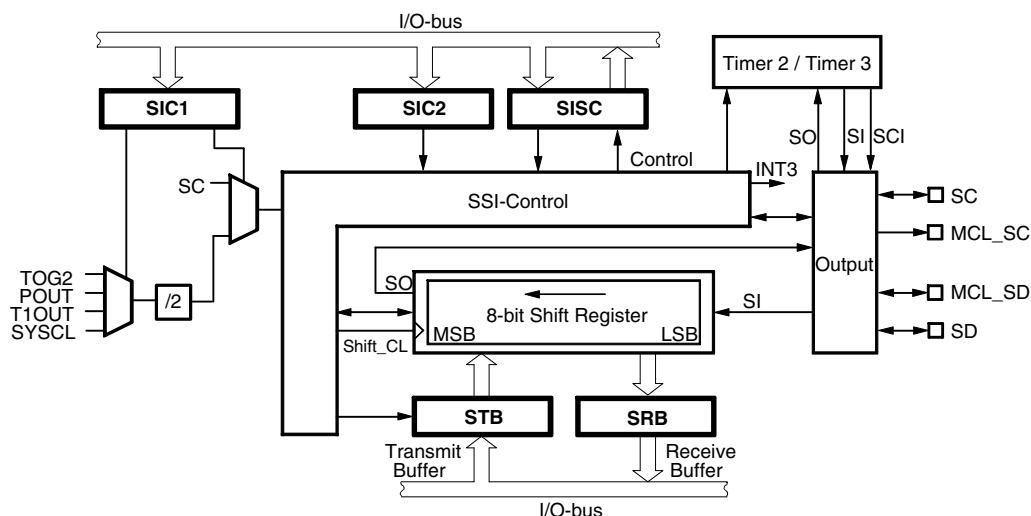 I/O-bus
SIC1
SIC2
SISC
Timer 2 / Timer 3
SO
SI
SCI
Control
INT3
SC
SSI-Control
SC
MCL_SC
Output
MCL_SD
SD
TOG2
POUT
T1OUT
SYSCL
/2
SO
SI
8-bit Shift Register
MSB
LSB
Shift_CL
STB
SRB
Transmit
Buffer
Receive
Buffer
I/O-bus